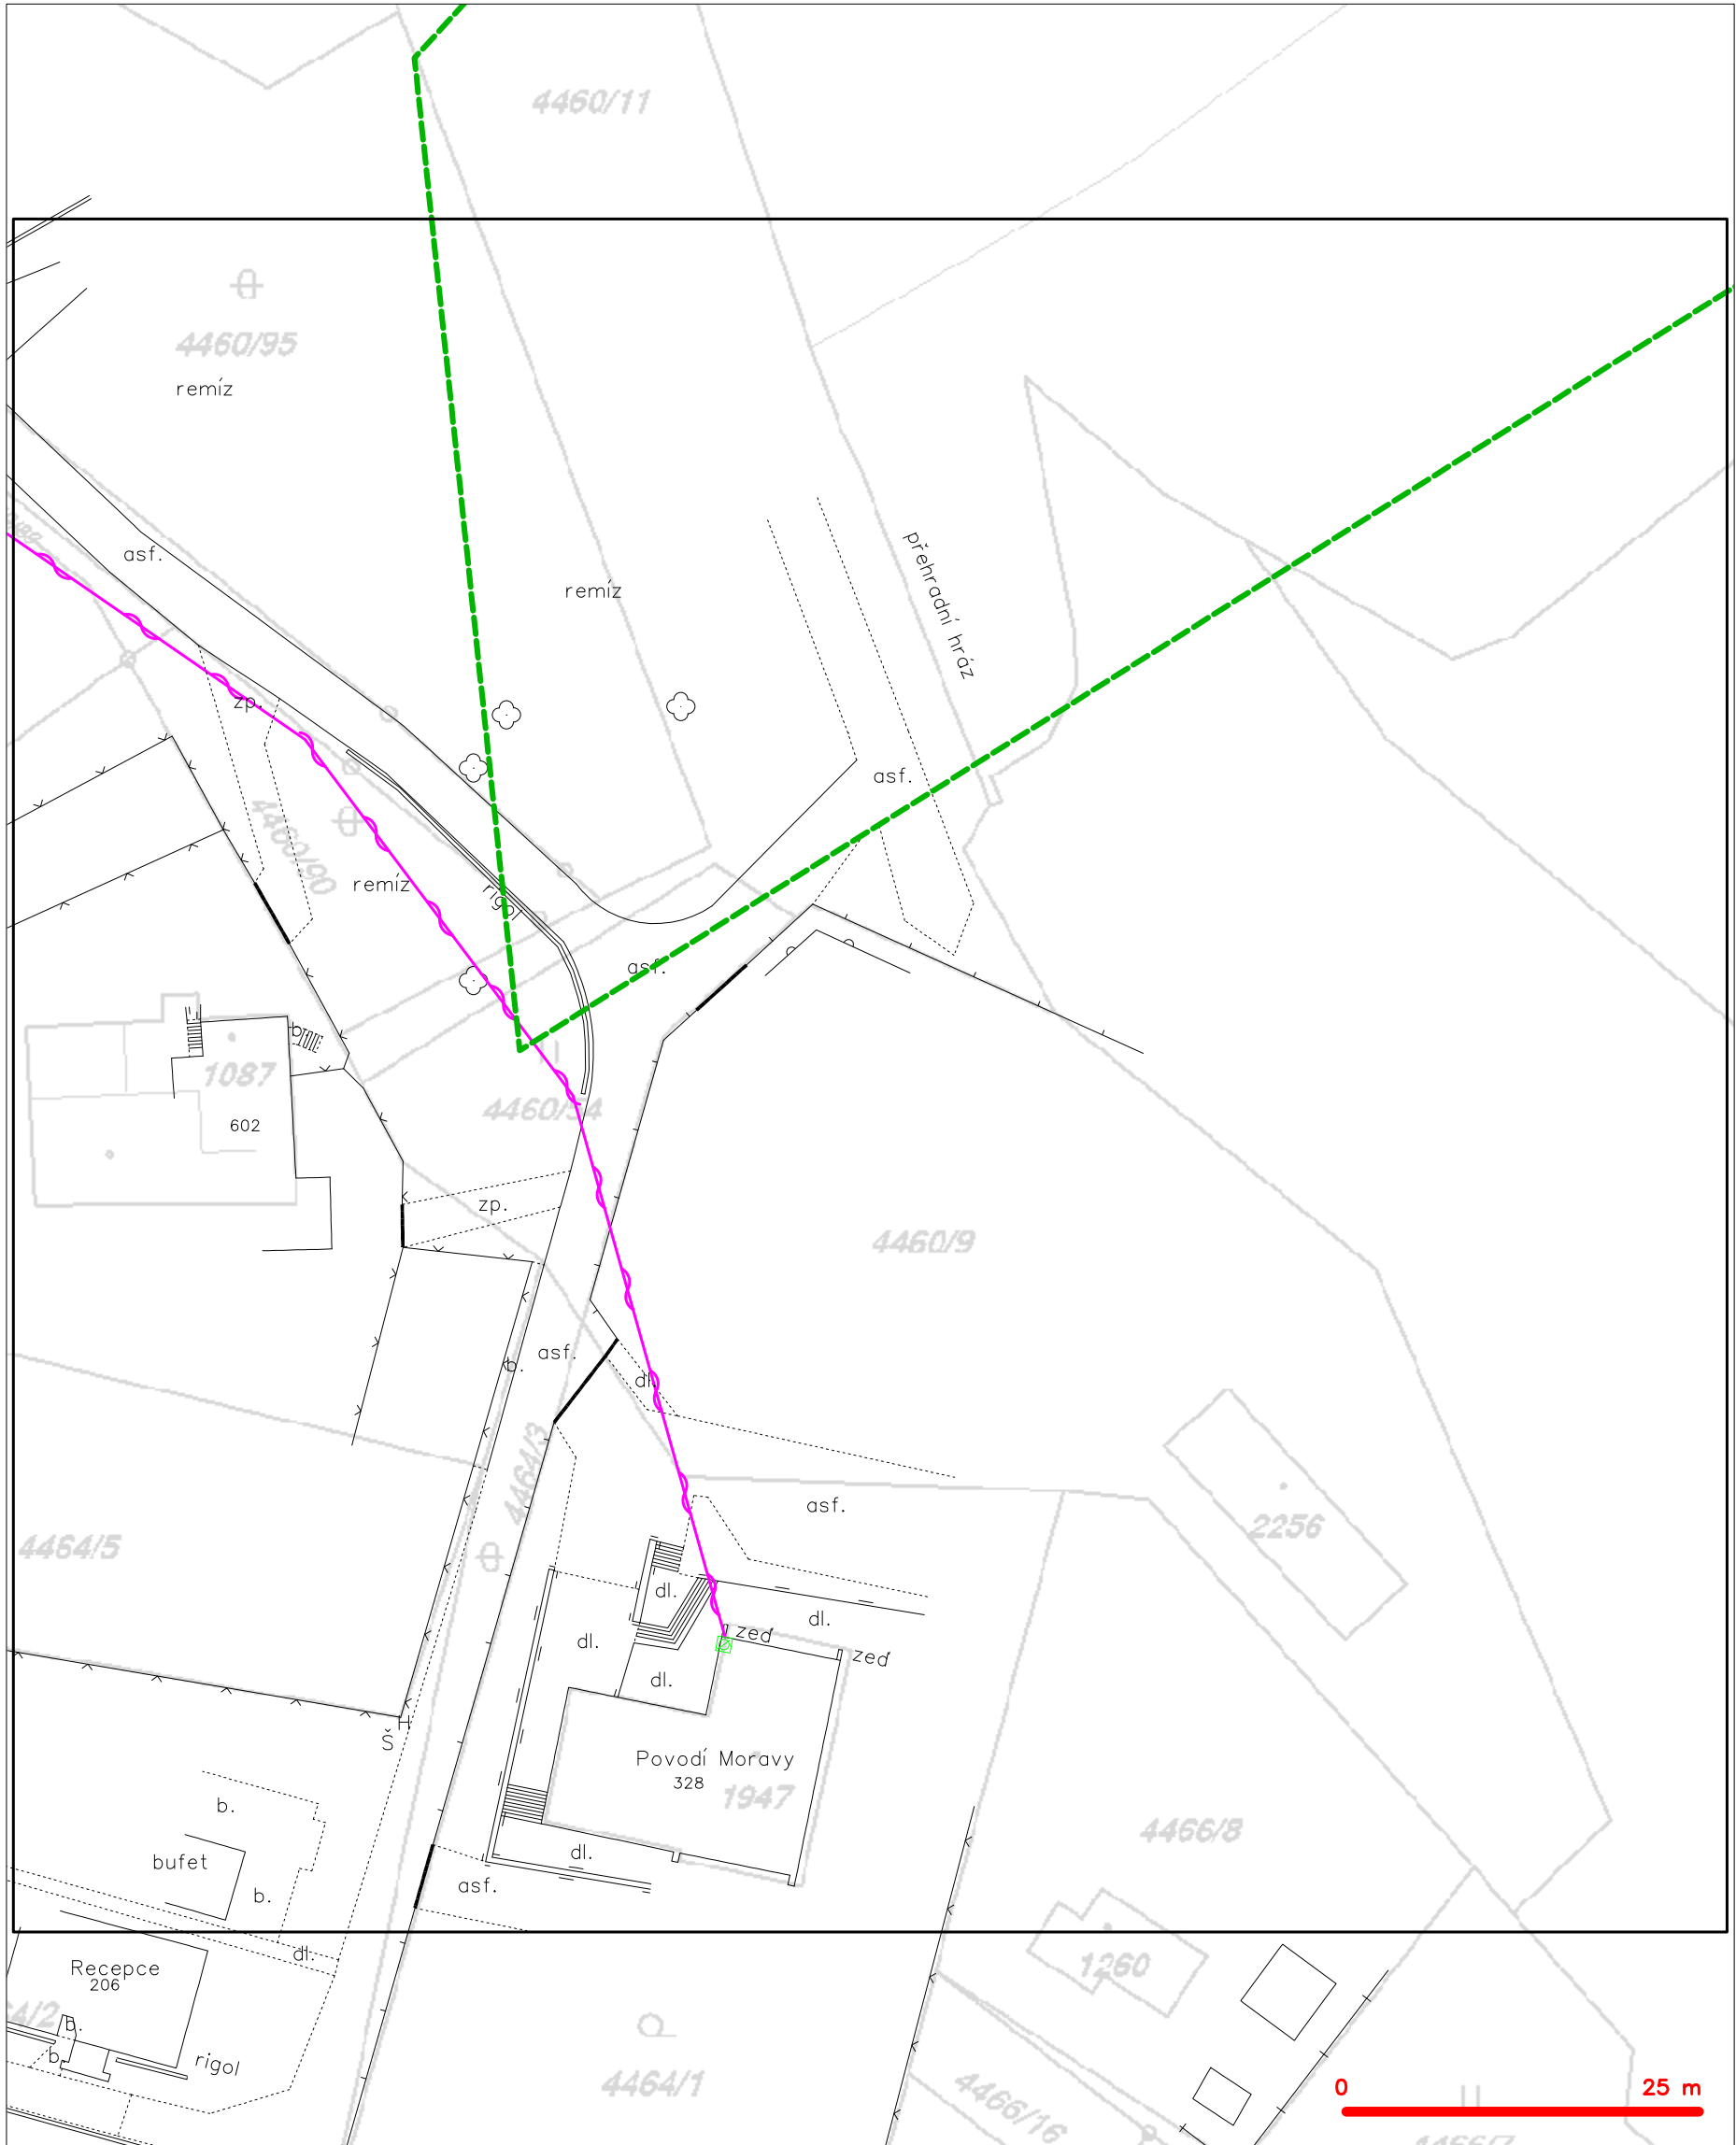 4460/11
4460/95
remíz
asf.
remíz
přehradní hráz
zp.
asf.
4460/90
remíz
rigol
asf.
b.
1087
4460/54
602
zp.
4460/9
asf.
b.
dl.
4464/3
asf.
2256
4464/5
dl.
dl.
dl.
zeď
zeď
dl.
H
Š
Povodí Moravy
328
1947
b.
4466/8
bufet
dl.
b.
asf.
dl.
1260
Recepce
206
b.
b.
rigol
4464/1
4466/16
0 25 m